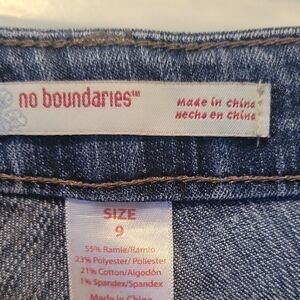 no boundaries™
Made in China
Hecho en China
SIZE
9
55% Ramie/Ramio
23% Polyester/Poliester
21% Cotton/Algodón
1% Spandex/Spandex
Made in China